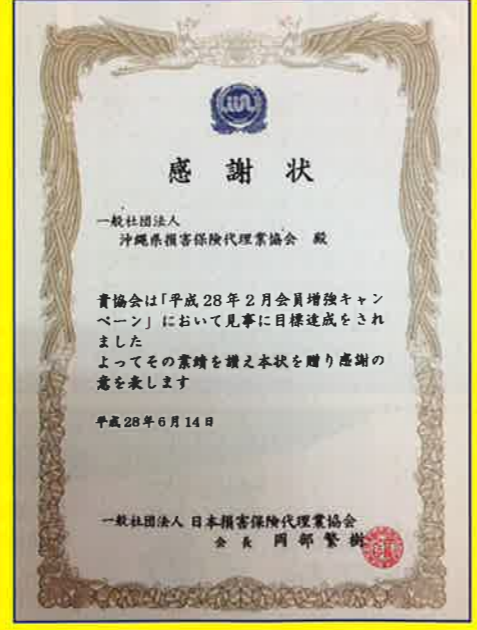 感謝状
一般社団法人
沖縄県損害保険代理業協会 殿
貴協会は「平成28年2月会員増強キャン
ペーン」において見事に目標達成をされ
ました
よってその業績を讃え本状を贈り感謝の
意を表します
平成28年6月14日
一般社団法人 日本損害保険代理業協会
会長 岡部繁樹